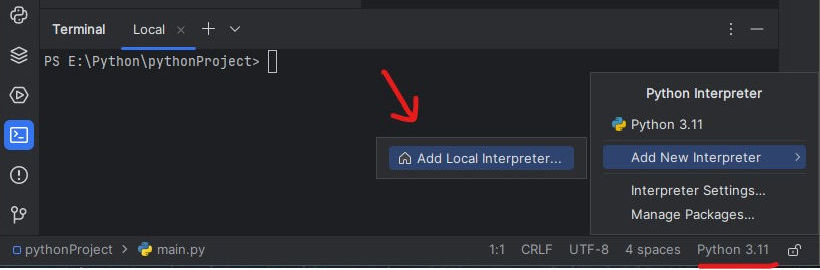 Terminal
Local
PS E:\Python\pythonProject>
Python Interpreter
Python 3.11
Add Local Interpreter...
Add New Interpreter
Interpreter Settings...
Manage Packages...
pythonProject > main.py
1:1 CRLF UTF-8 4 spaces Python 3.11